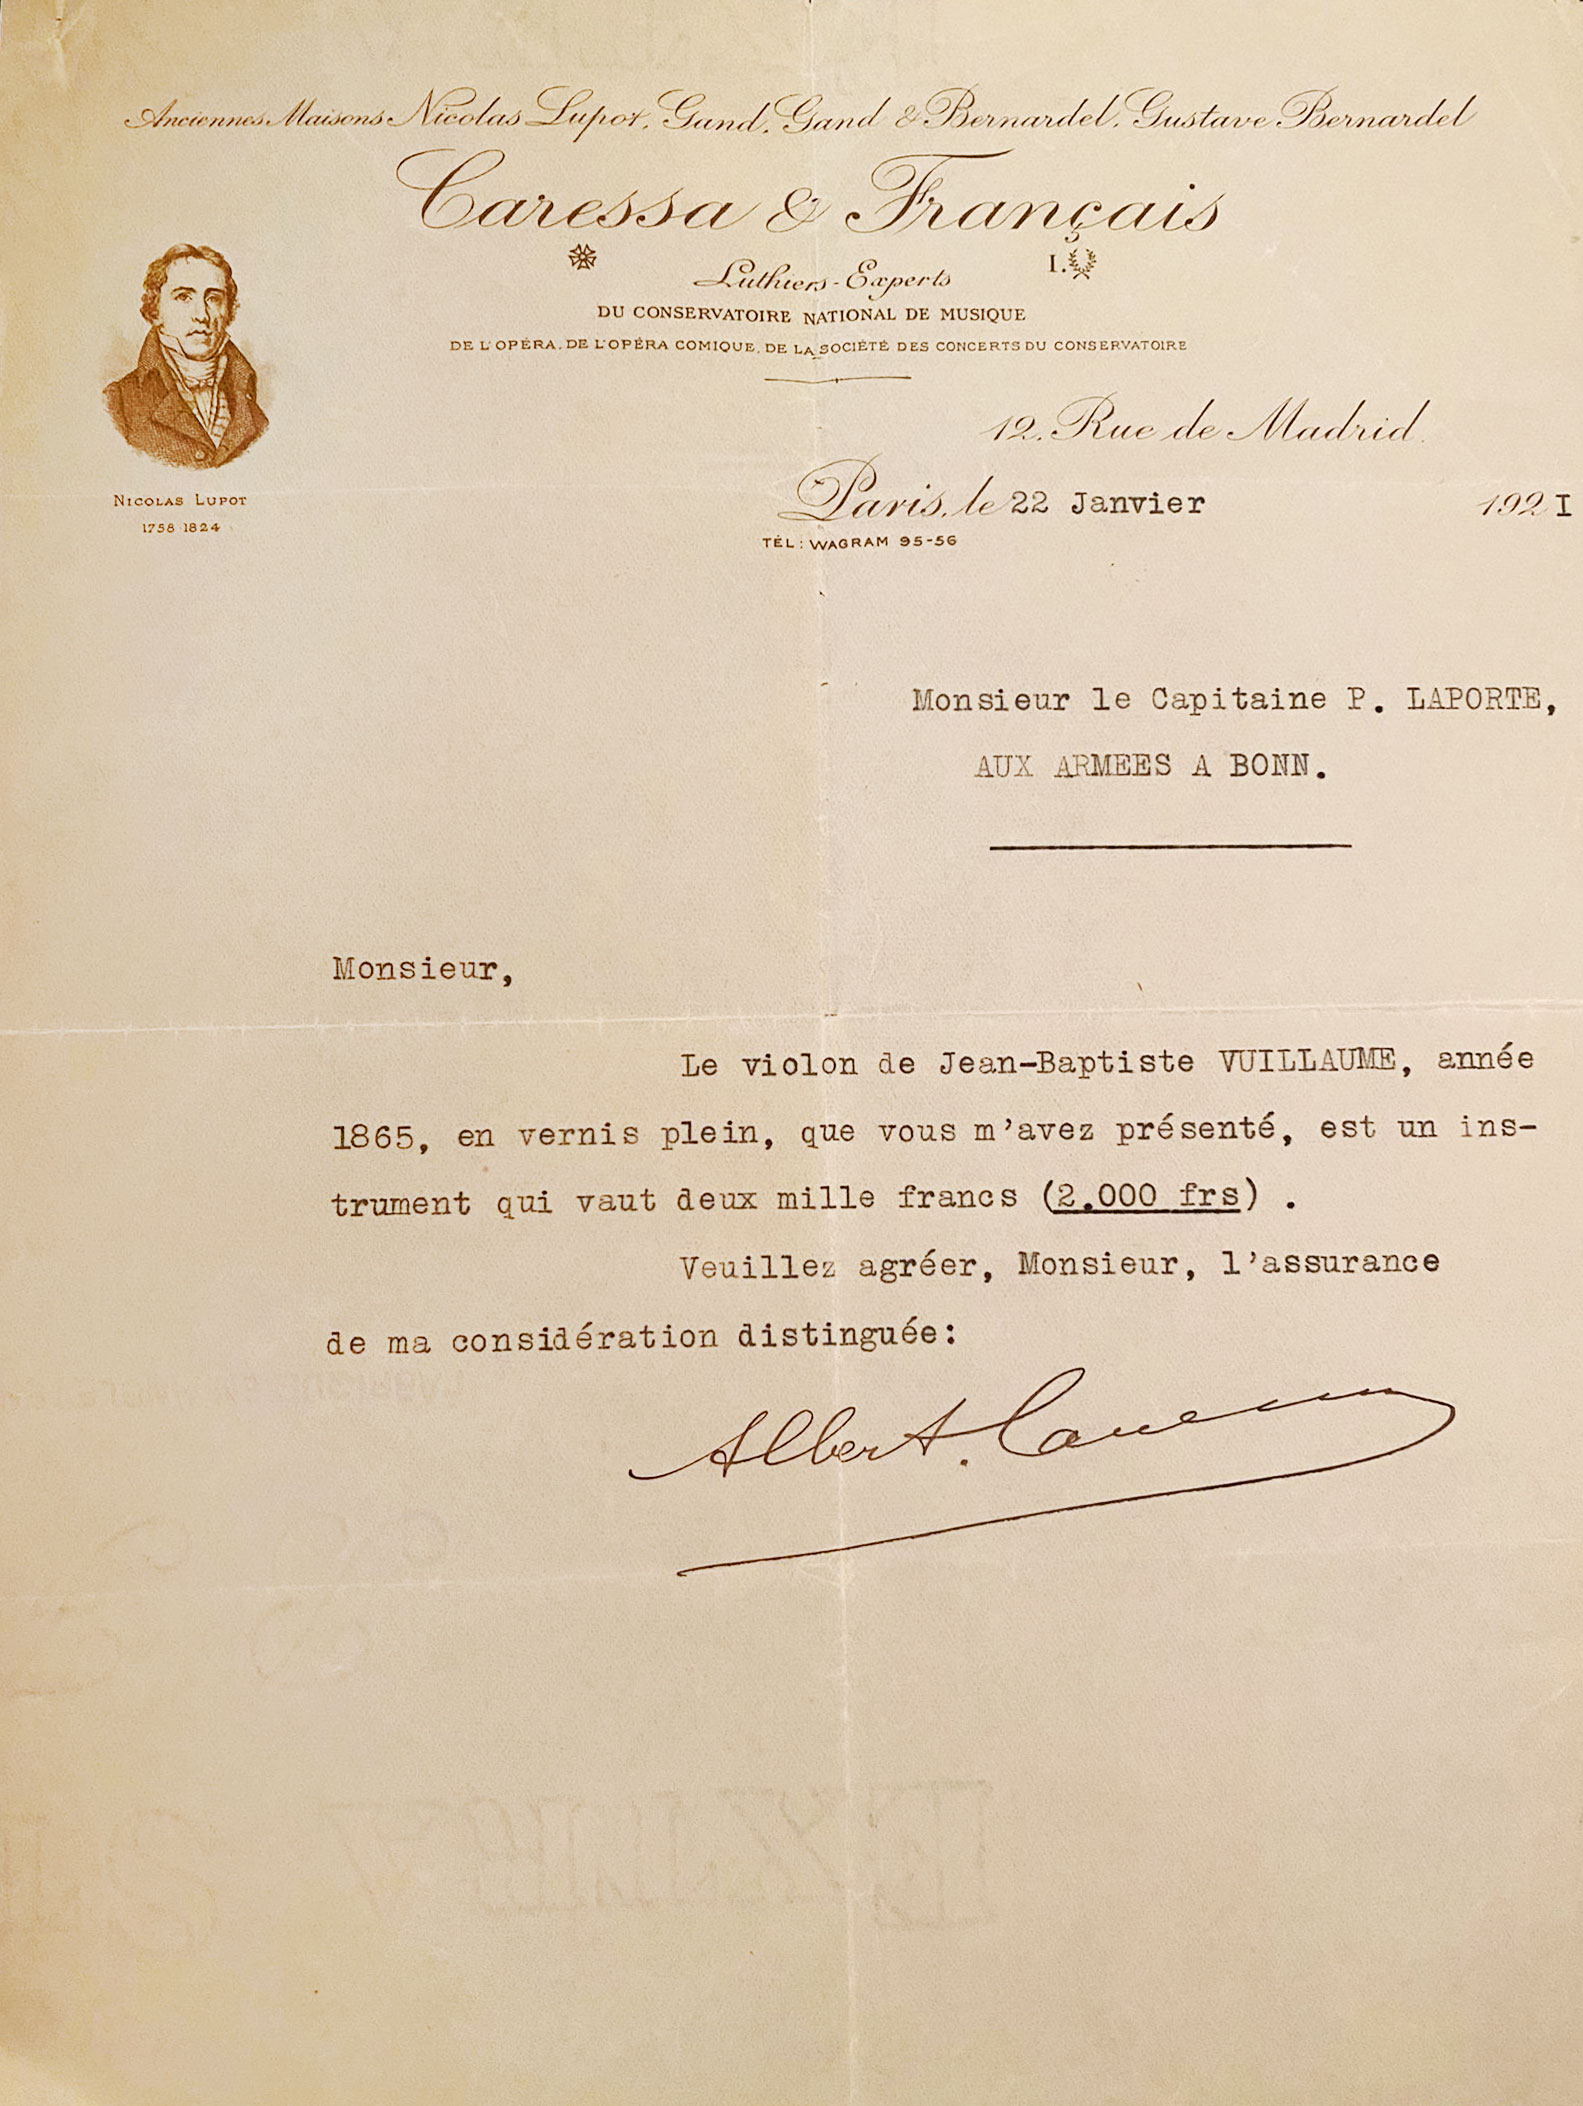 Anciennes Maisons Nicolas Lupot, Gand, Gand & Bernardel, Gustave Bernardel
Caressa & Français
I.
Luthiers-Experts
DU CONSERVATOIRE NATIONAL DE MUSIQUE
DE L'OPÉRA, DE L'OPÉRA COMIQUE, DE LA SOCIÉTÉ DES CONCERTS DU CONSERVATOIRE
NICOLAS LUPOT
1758 1824
12, Rue de Madrid.
Paris, le 22 Janvier 1921
TÉL: WAGRAM 95-56
Monsieur le Capitaine P. LAPORTE,
AUX ARMEES A BONN.
Monsieur,
Le violon de Jean-Baptiste VUILLAUME, année
1865, en vernis plein, que vous m'avez présenté, est un ins-
trument qui vaut deux mille francs (2.000 frs) .
Veuillez agréer, Monsieur, l'assurance
de ma considération distinguée:
Albert. Caressa